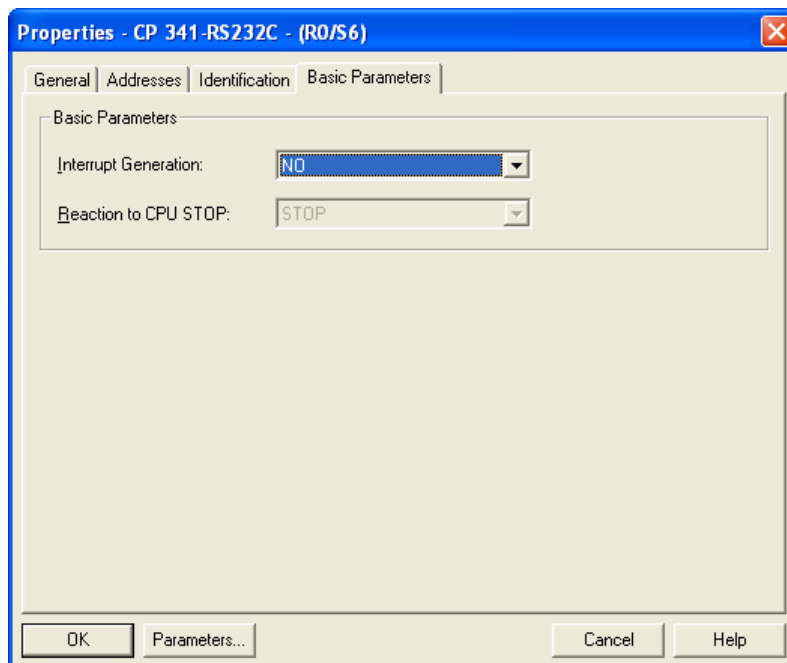 Properties - CP 341-RS232C - (R0/S6)
General Addresses Identification Basic Parameters
Basic Parameters
Interrupt Generation: NO
Reaction to CPU STOP: STOP
OK Parameters... Cancel Help